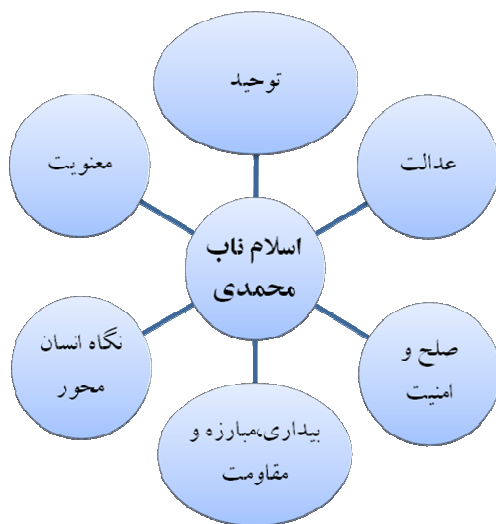 توحید
عدالت
صلح و
امنیت
بیداری،مبارزه و
مقاومت
نگاه انسان
محور
معنویت
اسلام ناب
محمدی